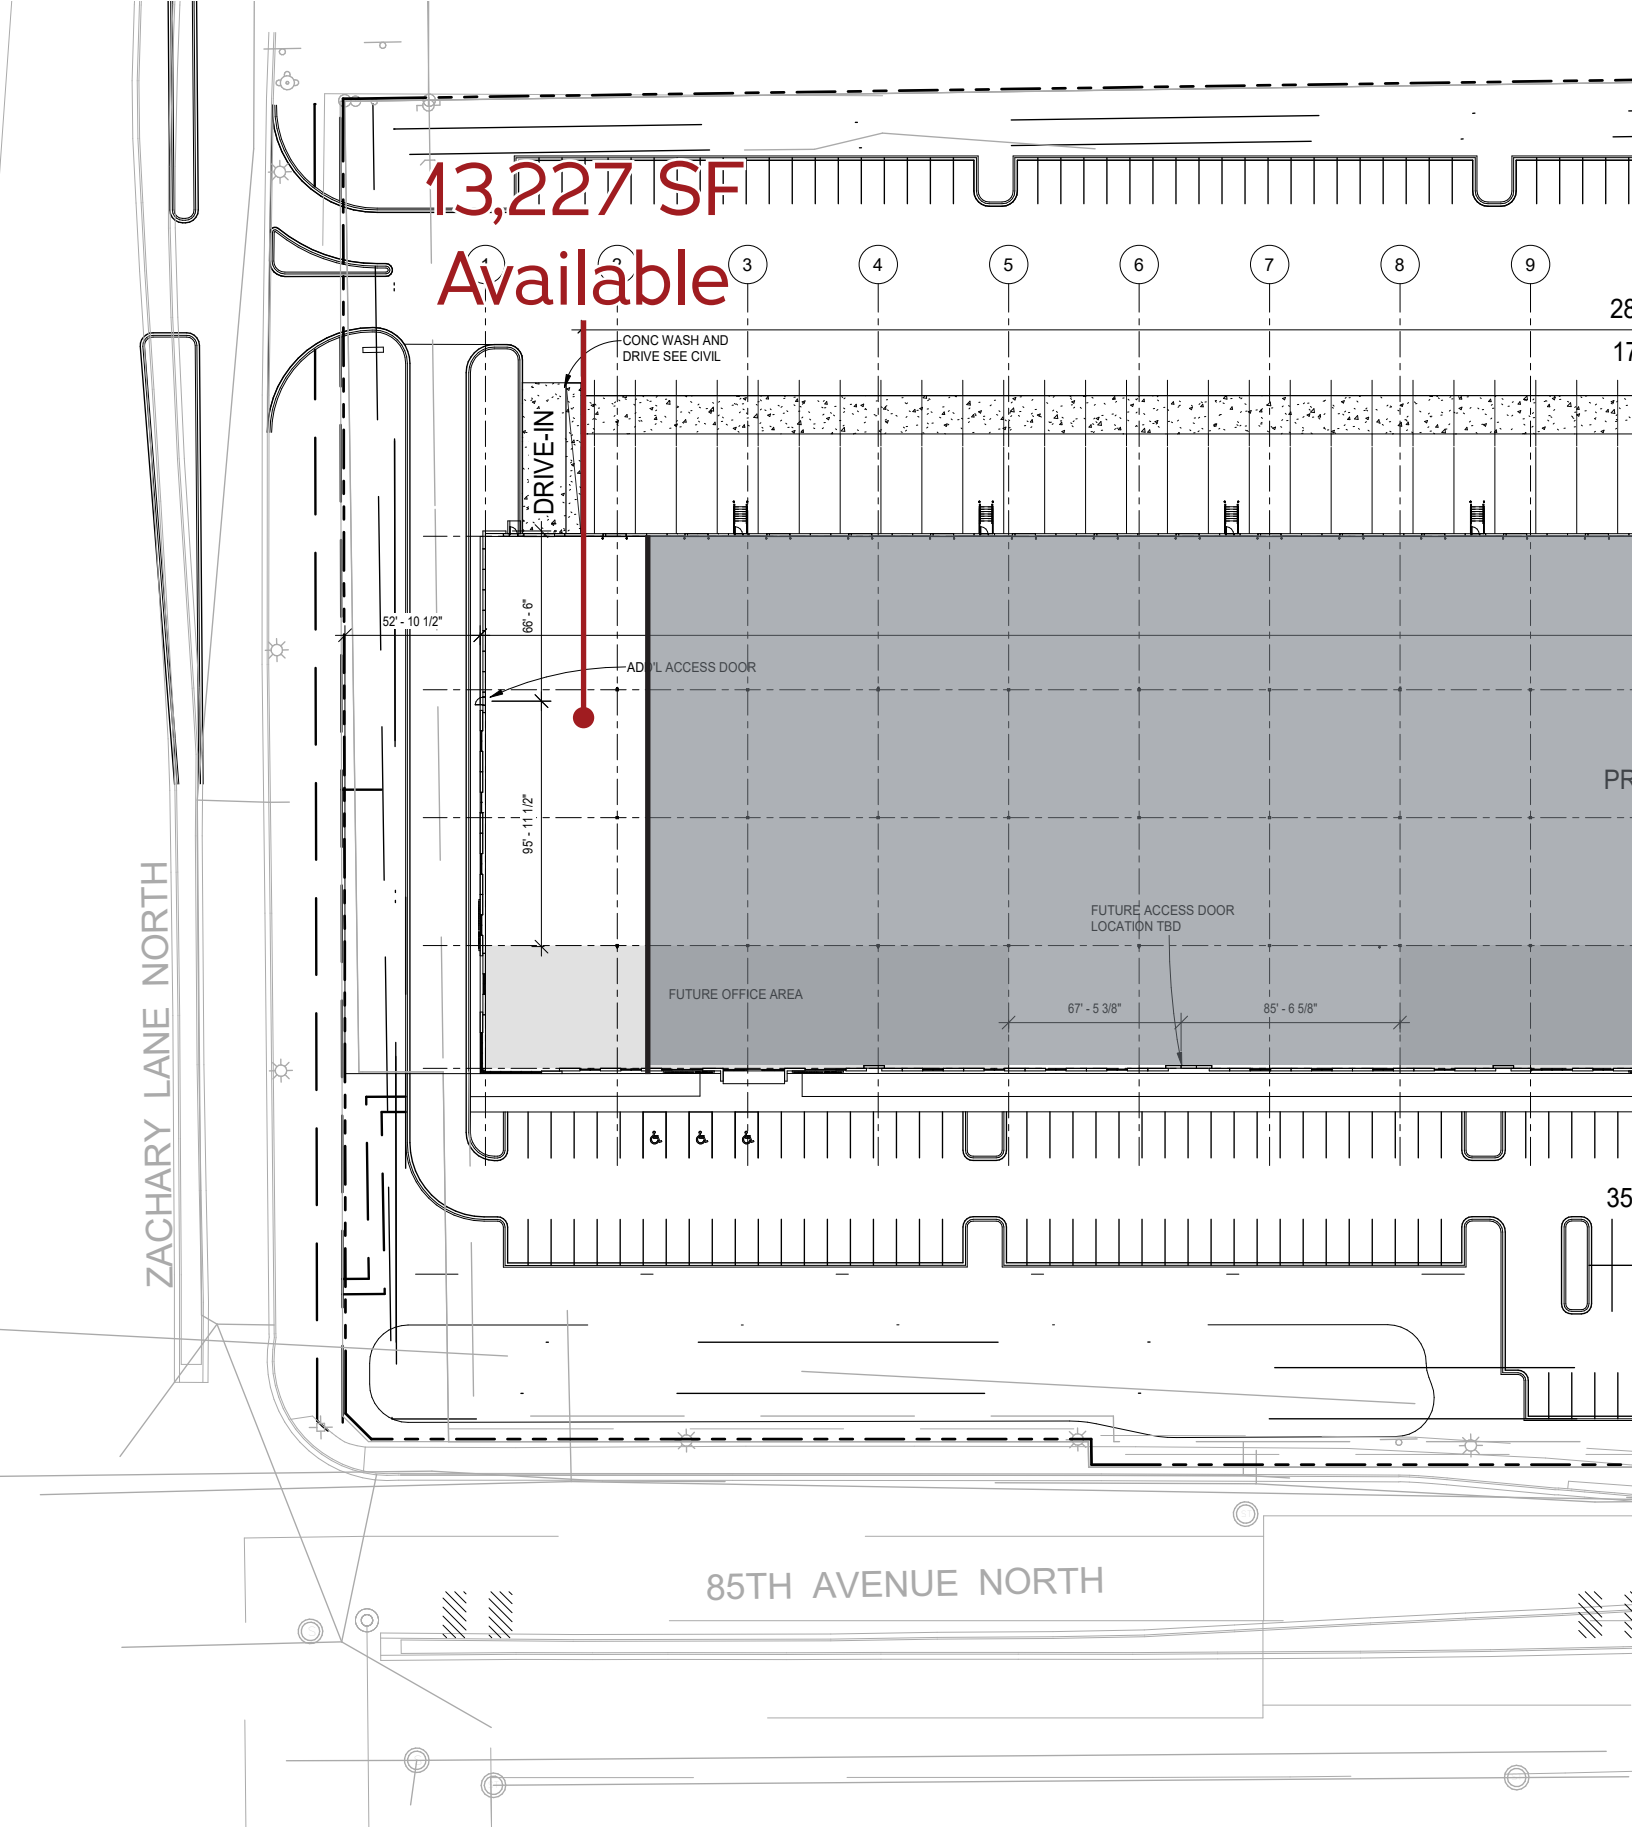 13,227 SF
Available
1
2
3
4
5
6
7
8
9
28
17
CONC WASH AND
DRIVE SEE CIVIL
DRIVE-IN
52' - 10 1/2"
66' - 6"
ADD'L ACCESS DOOR
95' - 11 1/2"
PR
FUTURE ACCESS DOOR
LOCATION TBD
FUTURE OFFICE AREA
67' - 5 3/8"
85' - 6 5/8"
35
ZACHARY LANE NORTH
85TH AVENUE NORTH